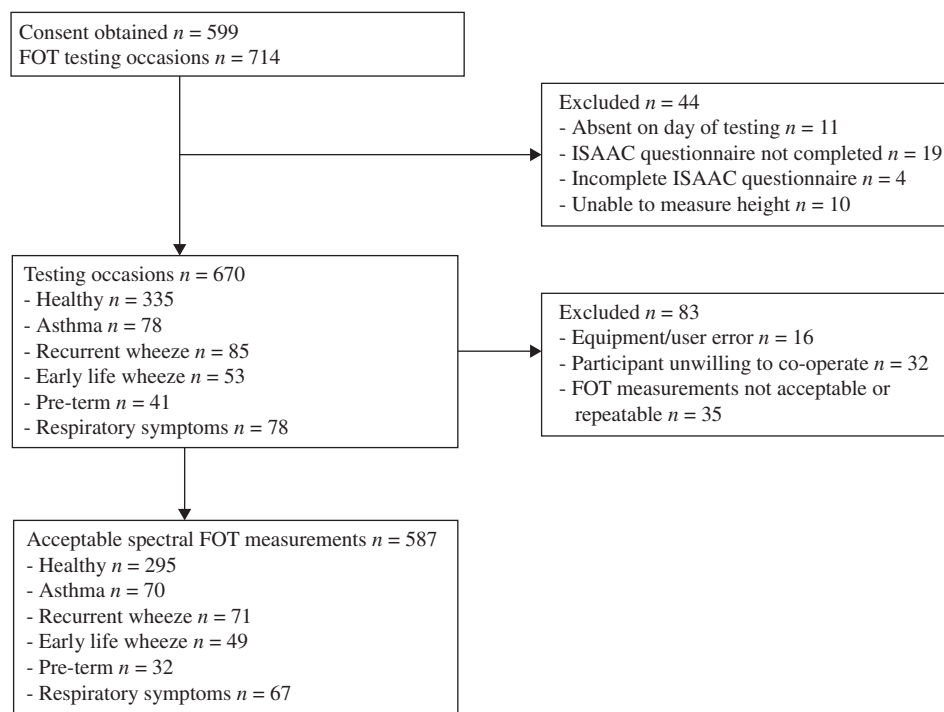 Consent obtained n = 599
FOT testing occasions n = 714
Excluded n = 44
- Absent on day of testing n = 11
- ISAAC questionnaire not completed n = 19
- Incomplete ISAAC questionnaire n = 4
- Unable to measure height n = 10
Testing occasions n = 670
- Healthy n = 335
- Asthma n = 78
- Recurrent wheeze n = 85
- Early life wheeze n = 53
- Pre-term n = 41
- Respiratory symptoms n = 78
Excluded n = 83
- Equipment/user error n = 16
- Participant unwilling to co-operate n = 32
- FOT measurements not acceptable or
repeatable n = 35
Acceptable spectral FOT measurements n = 587
- Healthy n = 295
- Asthma n = 70
- Recurrent wheeze n = 71
- Early life wheeze n = 49
- Pre-term n = 32
- Respiratory symptoms n = 67